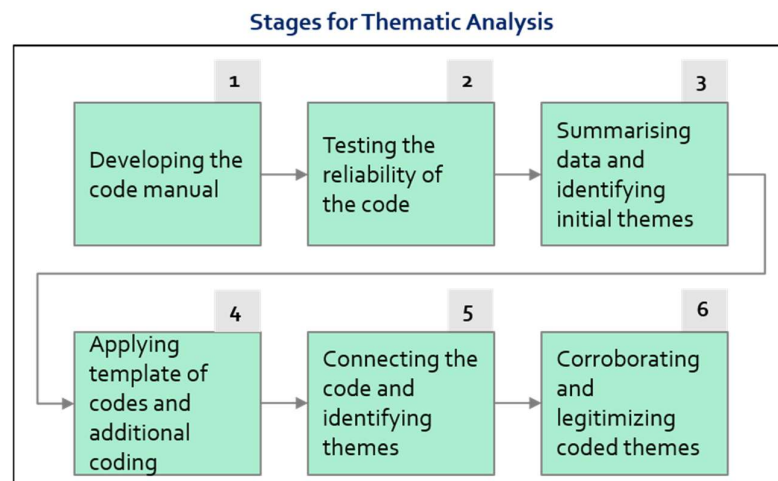 Stages for Thematic Analysis
1
Developing the
code manual
2
Testing the
reliability of
the code
3
Summarising
data and
identifying
initial themes
4
Applying
template of
codes and
additional
coding
5
Connecting the
code and
identifying
themes
6
Corroborating
and
legitimizing
coded themes